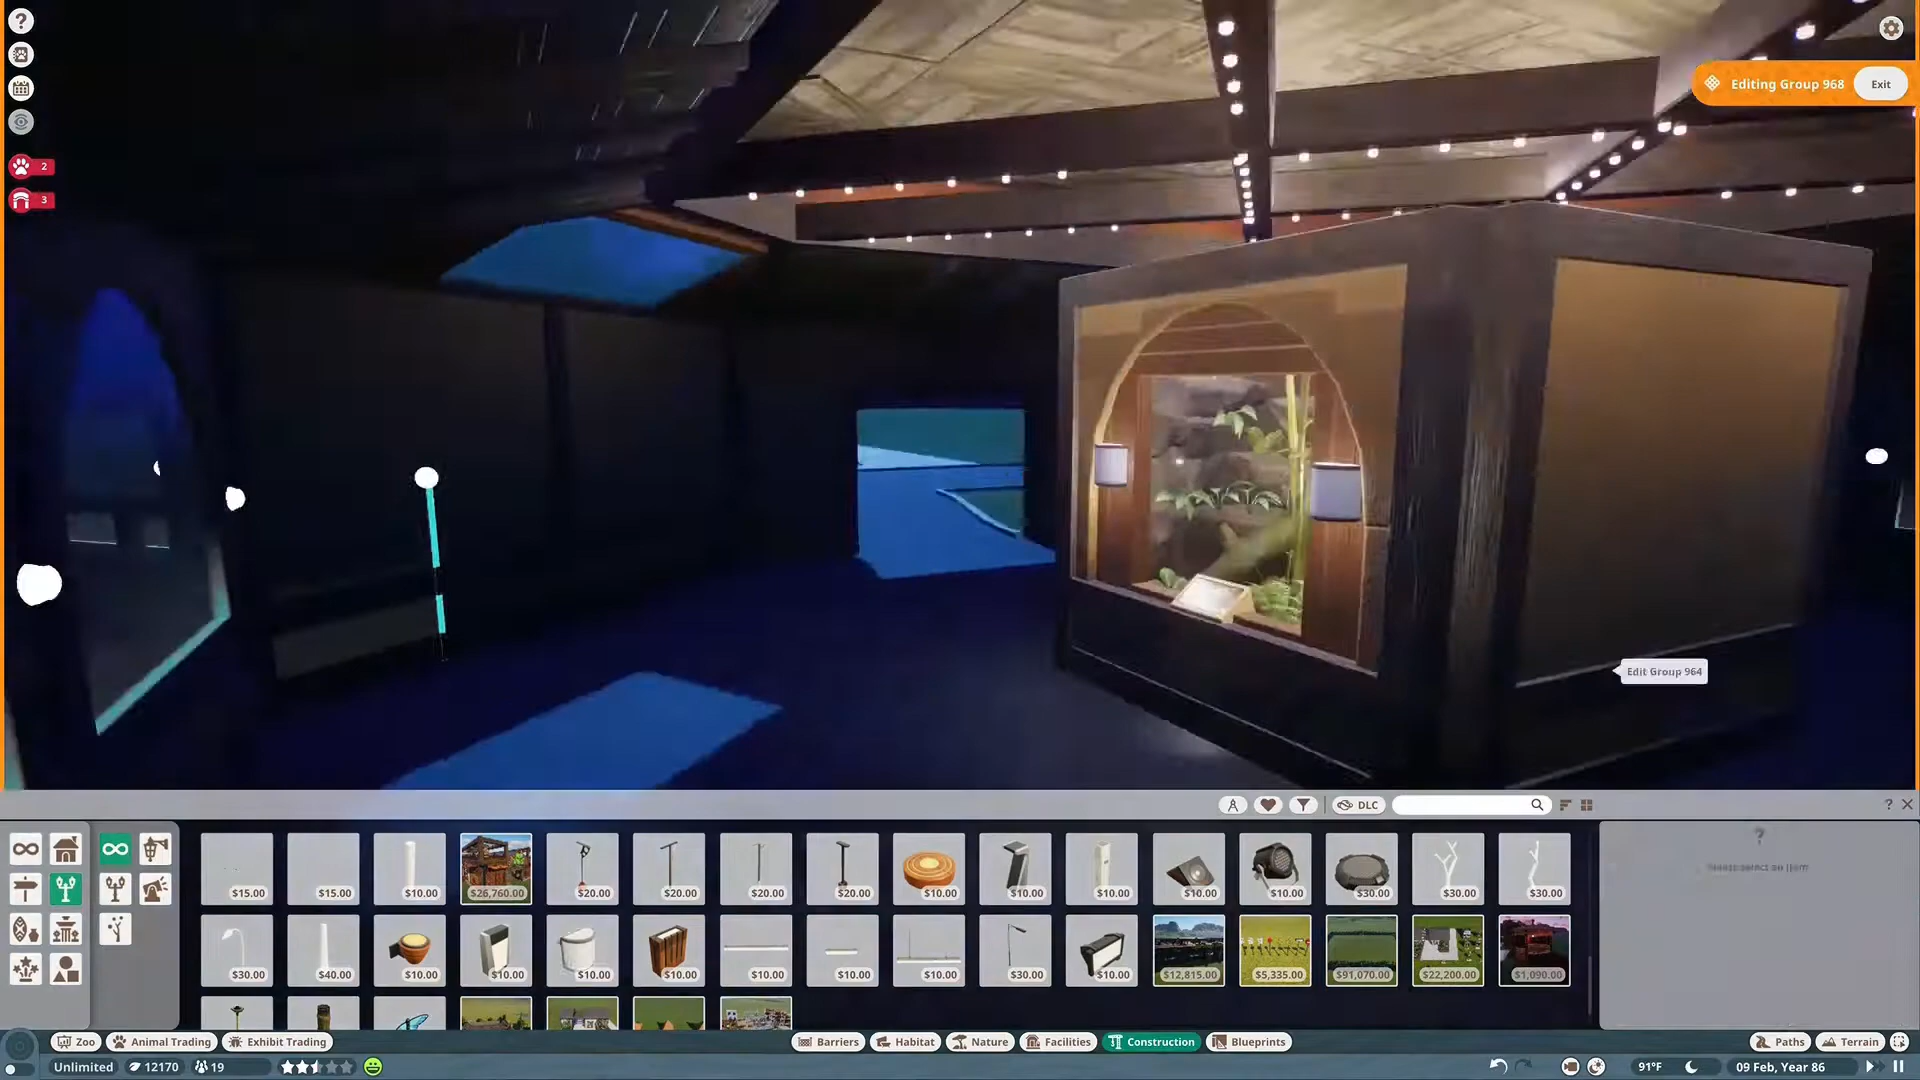 ?
Editing Group 968
Exit
2
3
Edit Group 964
DLC
?
?
Please select an item
$15.00
$15.00
$10.00
$26,760.00
$20.00
$20.00
$20.00
$20.00
$10.00
$10.00
$10.00
$10.00
$10.00
$30.00
$30.00
$30.00
$30.00
$40.00
$10.00
$10.00
$10.00
$10.00
$10.00
$10.00
$10.00
$30.00
$10.00
$12,815.00
$5,335.00
$91,070.00
$22,200.00
$1,090.00
Zoo
Animal Trading
Exhibit Trading
Barriers
Habitat
Nature
Facilities
Construction
Blueprints
Paths
Terrain
Unlimited
12170
19
91°F
09 Feb, Year 86